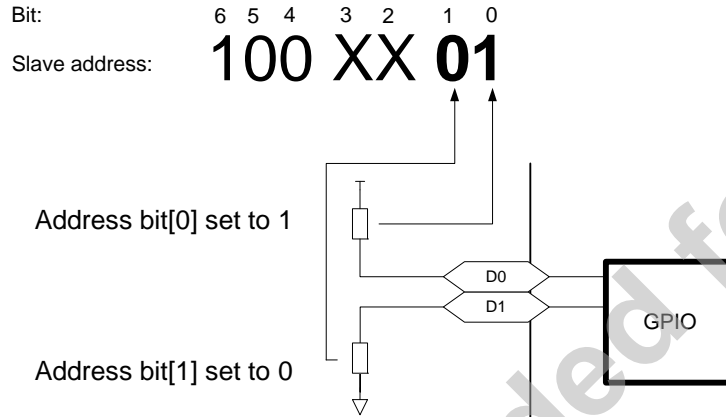 Bit: 6 5 4 3 2 1 0
Slave address: 100 XX 01
Address bit[0] set to 1
D0
D1
GPIO
Address bit[1] set to 0